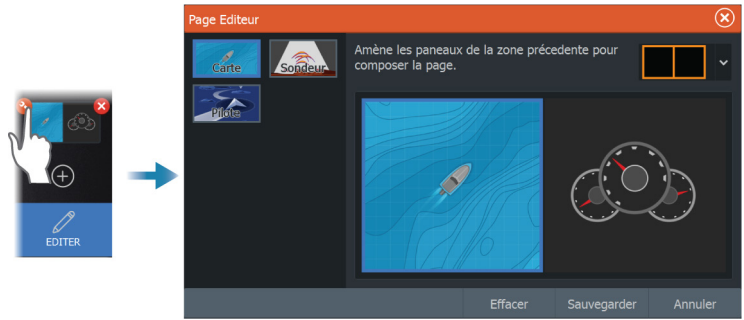 Page Editeur
Carte
Sondeur
Pilote
Amène les paneaux de la zone précedente pour
composer la page.
EDITER
Effacer
Sauvegarder
Annuler